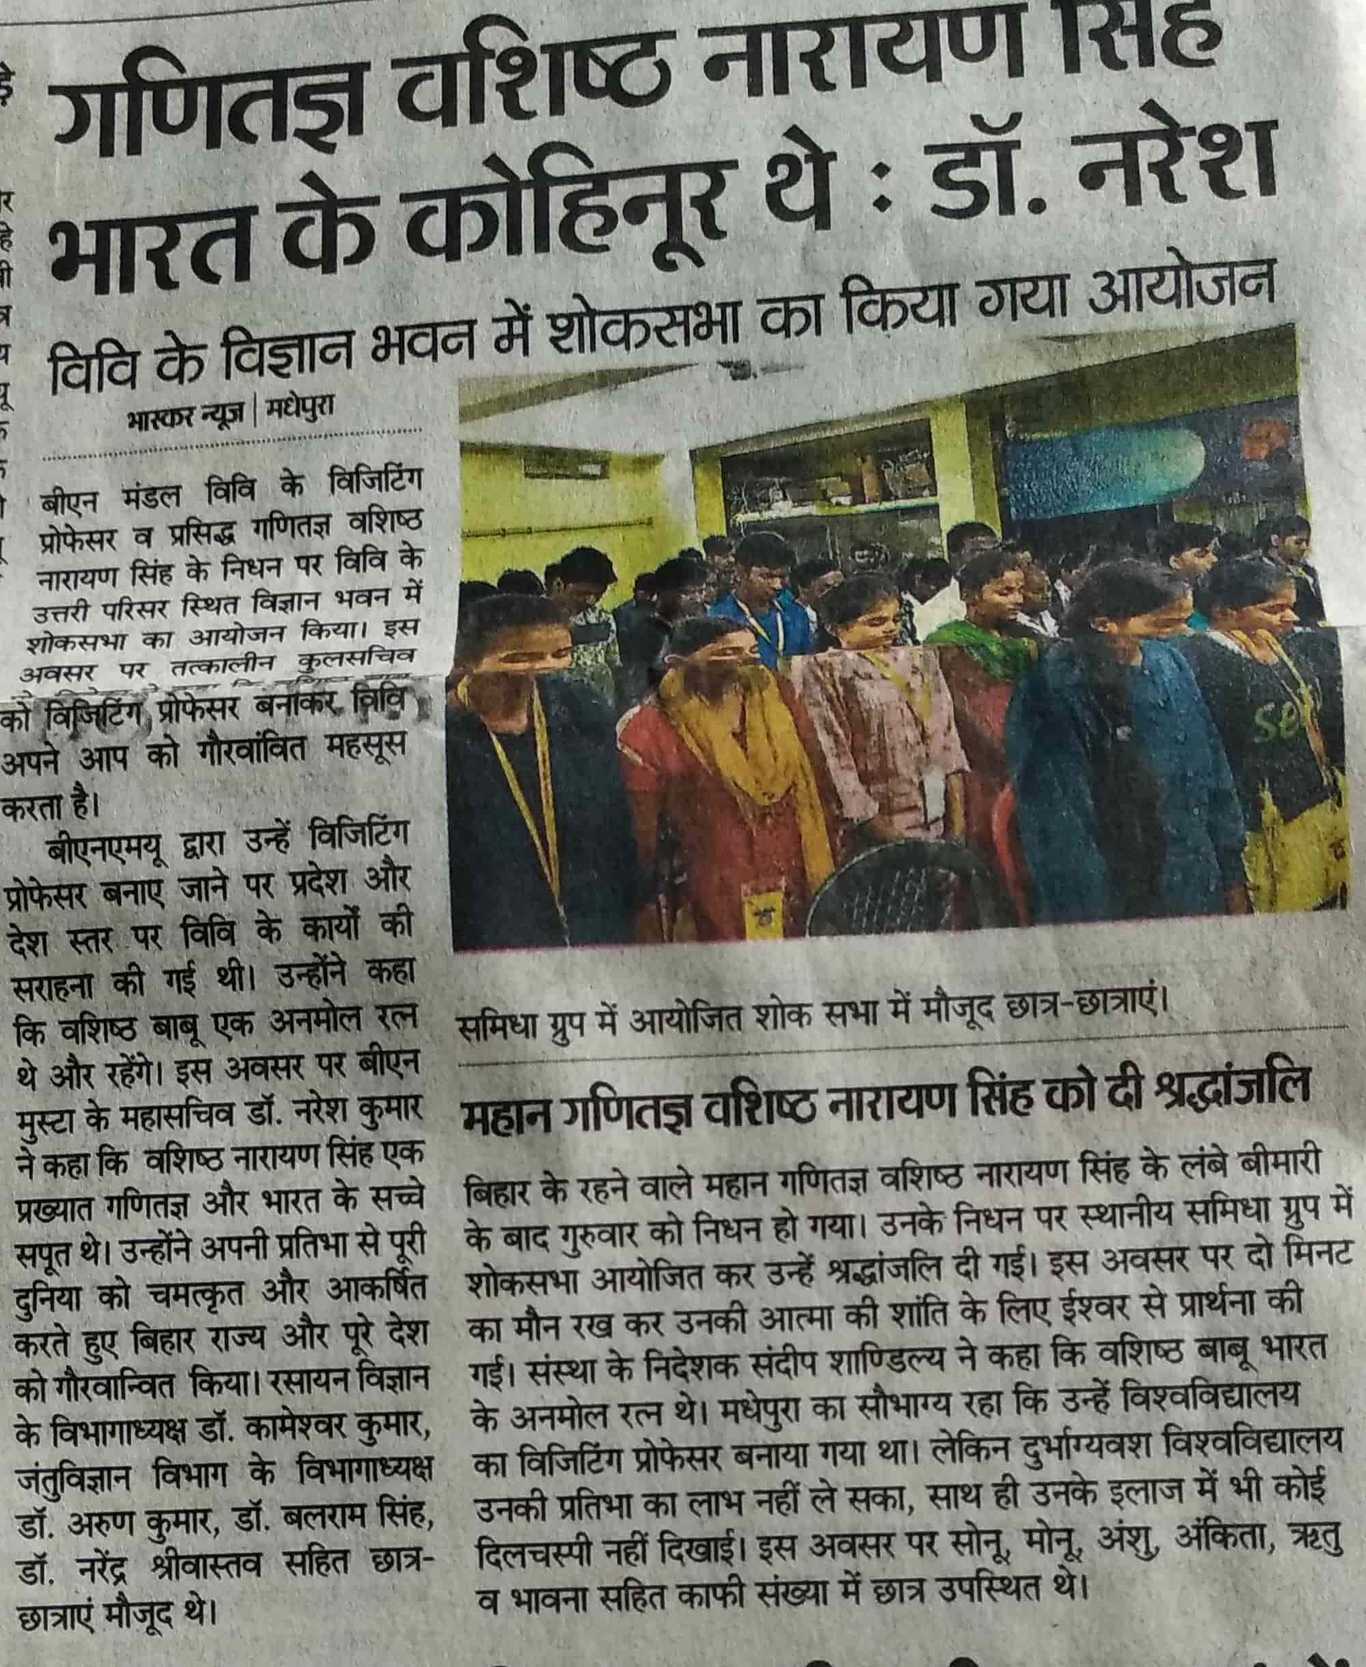 गणितज्ञ वशिष्ठ नारायण सिंह
भारत के कोहिनूर थे : डॉ. नरेश
विवि के विज्ञान भवन में शोकसभा का किया गया आयोजन
भास्कर न्यूज | मधेपुरा
बीएन मंडल विवि के विजिटिंग
प्रोफेसर व प्रसिद्ध गणितज्ञ वशिष्ठ
नारायण सिंह के निधन पर विवि के
उत्तरी परिसर स्थित विज्ञान भवन में
शोकसभा का आयोजन किया। इस
अवसर पर तत्कालीन कुलसचिव
को विजिटिंग प्रोफेसर बनाकर विवि
अपने आप को गौरवांवित महसूस
करता है।
बीएनएमयू द्वारा उन्हें विजिटिंग
प्रोफेसर बनाए जाने पर प्रदेश और
देश स्तर पर विवि के कार्यों की
सराहना की गई थी। उन्होंने कहा
कि वशिष्ठ बाबू एक अनमोल रत्न
थे और रहेंगे। इस अवसर पर बीएन
मुस्टा के महासचिव डॉ. नरेश कुमार
ने कहा कि वशिष्ठ नारायण सिंह एक
प्रख्यात गणितज्ञ और भारत के सच्चे
सपूत थे। उन्होंने अपनी प्रतिभा से पूरी
दुनिया को चमत्कृत और आकर्षित
करते हुए बिहार राज्य और पूरे देश
को गौरवान्वित किया। रसायन विज्ञान
के विभागाध्यक्ष डॉ. कामेश्वर कुमार,
जंतुविज्ञान विभाग के विभागाध्यक्ष
डॉ. अरुण कुमार, डॉ. बलराम सिंह,
डॉ. नरेंद्र श्रीवास्तव सहित छात्र-
छात्राएं मौजूद थे।
समिधा ग्रुप में आयोजित शोक सभा में मौजूद छात्र-छात्राएं।
महान गणितज्ञ वशिष्ठ नारायण सिंह को दी श्रद्धांजलि
बिहार के रहने वाले महान गणितज्ञ वशिष्ठ नारायण सिंह के लंबे बीमारी
के बाद गुरुवार को निधन हो गया। उनके निधन पर स्थानीय समिधा ग्रुप में
शोकसभा आयोजित कर उन्हें श्रद्धांजलि दी गई। इस अवसर पर दो मिनट
का मौन रख कर उनकी आत्मा की शांति के लिए ईश्वर से प्रार्थना की
गई। संस्था के निदेशक संदीप शाण्डिल्य ने कहा कि वशिष्ठ बाबू भारत
के अनमोल रत्न थे। मधेपुरा का सौभाग्य रहा कि उन्हें विश्वविद्यालय
का विजिटिंग प्रोफेसर बनाया गया था। लेकिन दुर्भाग्यवश विश्वविद्यालय
उनकी प्रतिभा का लाभ नहीं ले सका, साथ ही उनके इलाज में भी कोई
दिलचस्पी नहीं दिखाई। इस अवसर पर सोनू, मोनू, अंशु, अंकिता, ऋतु
व भावना सहित काफी संख्या में छात्र उपस्थित थे।